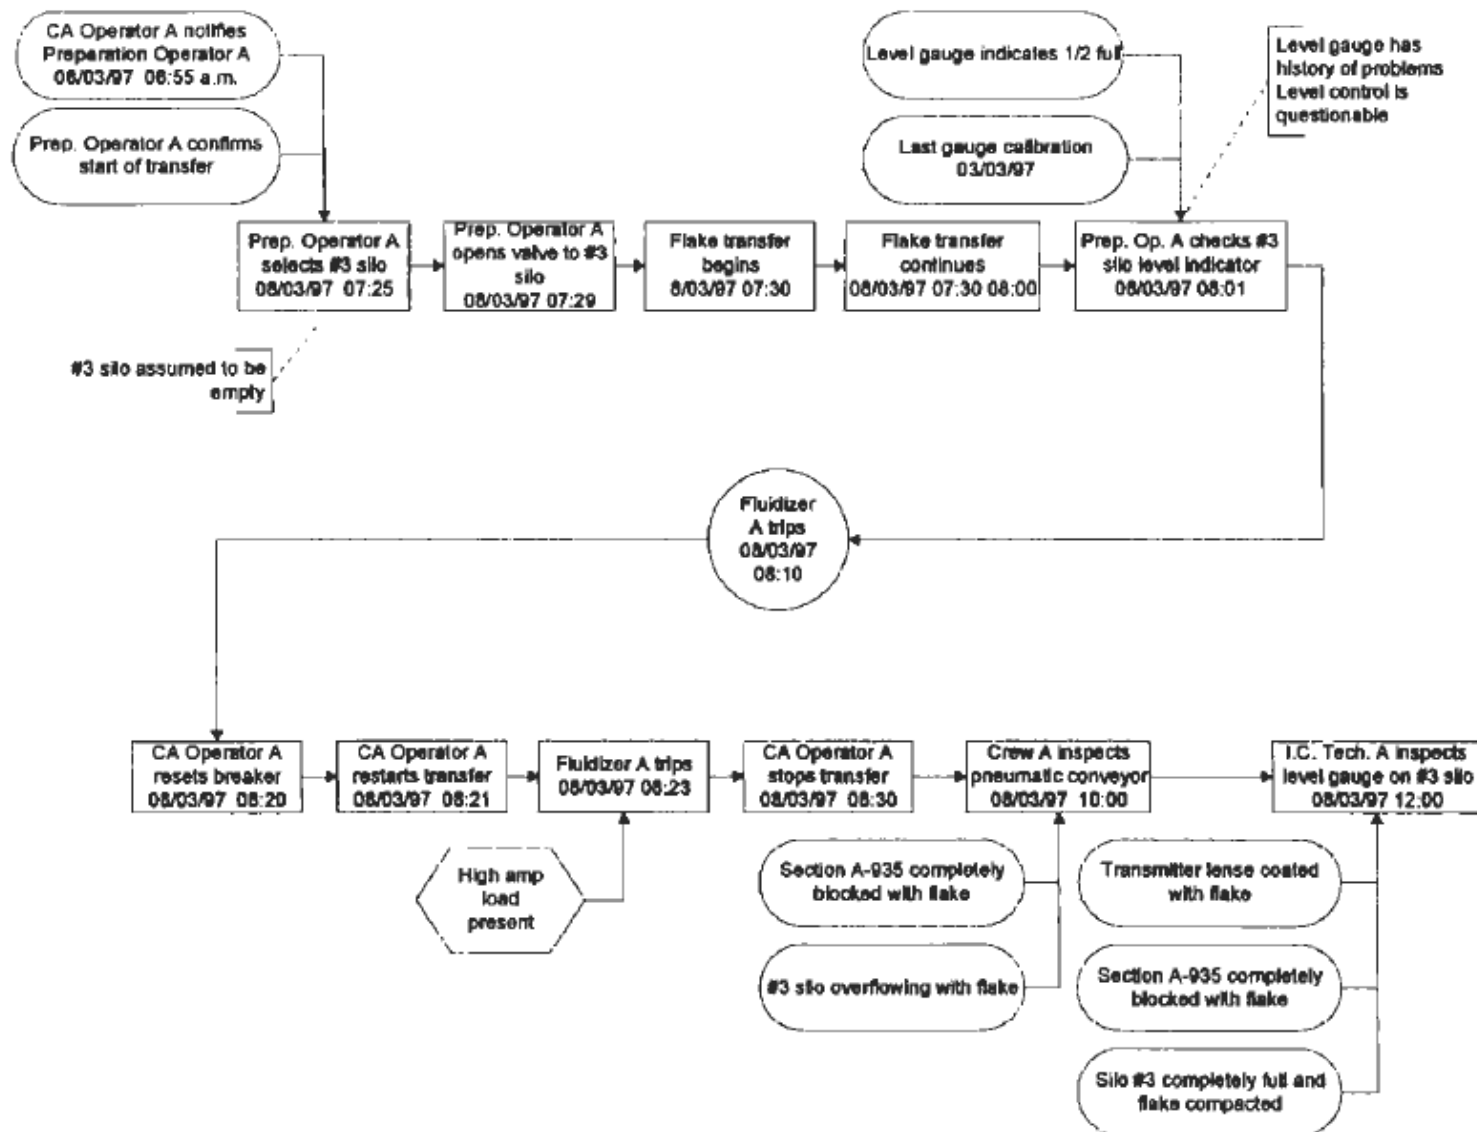 CA Operator A notifies
Preparation Operator A
08/03/97 06:55 a.m.
Prep. Operator A confirms
start of transfer
Level gauge indicates 1/2 full
Last gauge calibration
03/03/97
Level gauge has
history of problems
Level control is
questionable
Prep. Operator A
selects #3 silo
08/03/97 07:25
Prep. Operator A
opens valve to #3
silo
08/03/97 07:29
Flake transfer
begins
8/03/97 07:30
Flake transfer
continues
08/03/97 07:30 08:00
Prep. Op. A checks #3
silo level indicator
08/03/97 08:01
#3 silo assumed to be
empty
Fluidizer
A trips
08/03/97
08:10
CA Operator A
resets breaker
08/03/97 08:20
CA Operator A
restarts transfer
08/03/97 08:21
Fluidizer A trips
08/03/97 08:23
CA Operator A
stops transfer
08/03/97 08:30
Crew A inspects
pneumatic conveyor
08/03/97 10:00
I.C. Tech. A inspects
level gauge on #3 silo
08/03/97 12:00
High amp
load
present
Section A-935 completely
blocked with flake
#3 silo overflowing with flake
Transmitter lense coated
with flake
Section A-935 completely
blocked with flake
Silo #3 completely full and
flake compacted